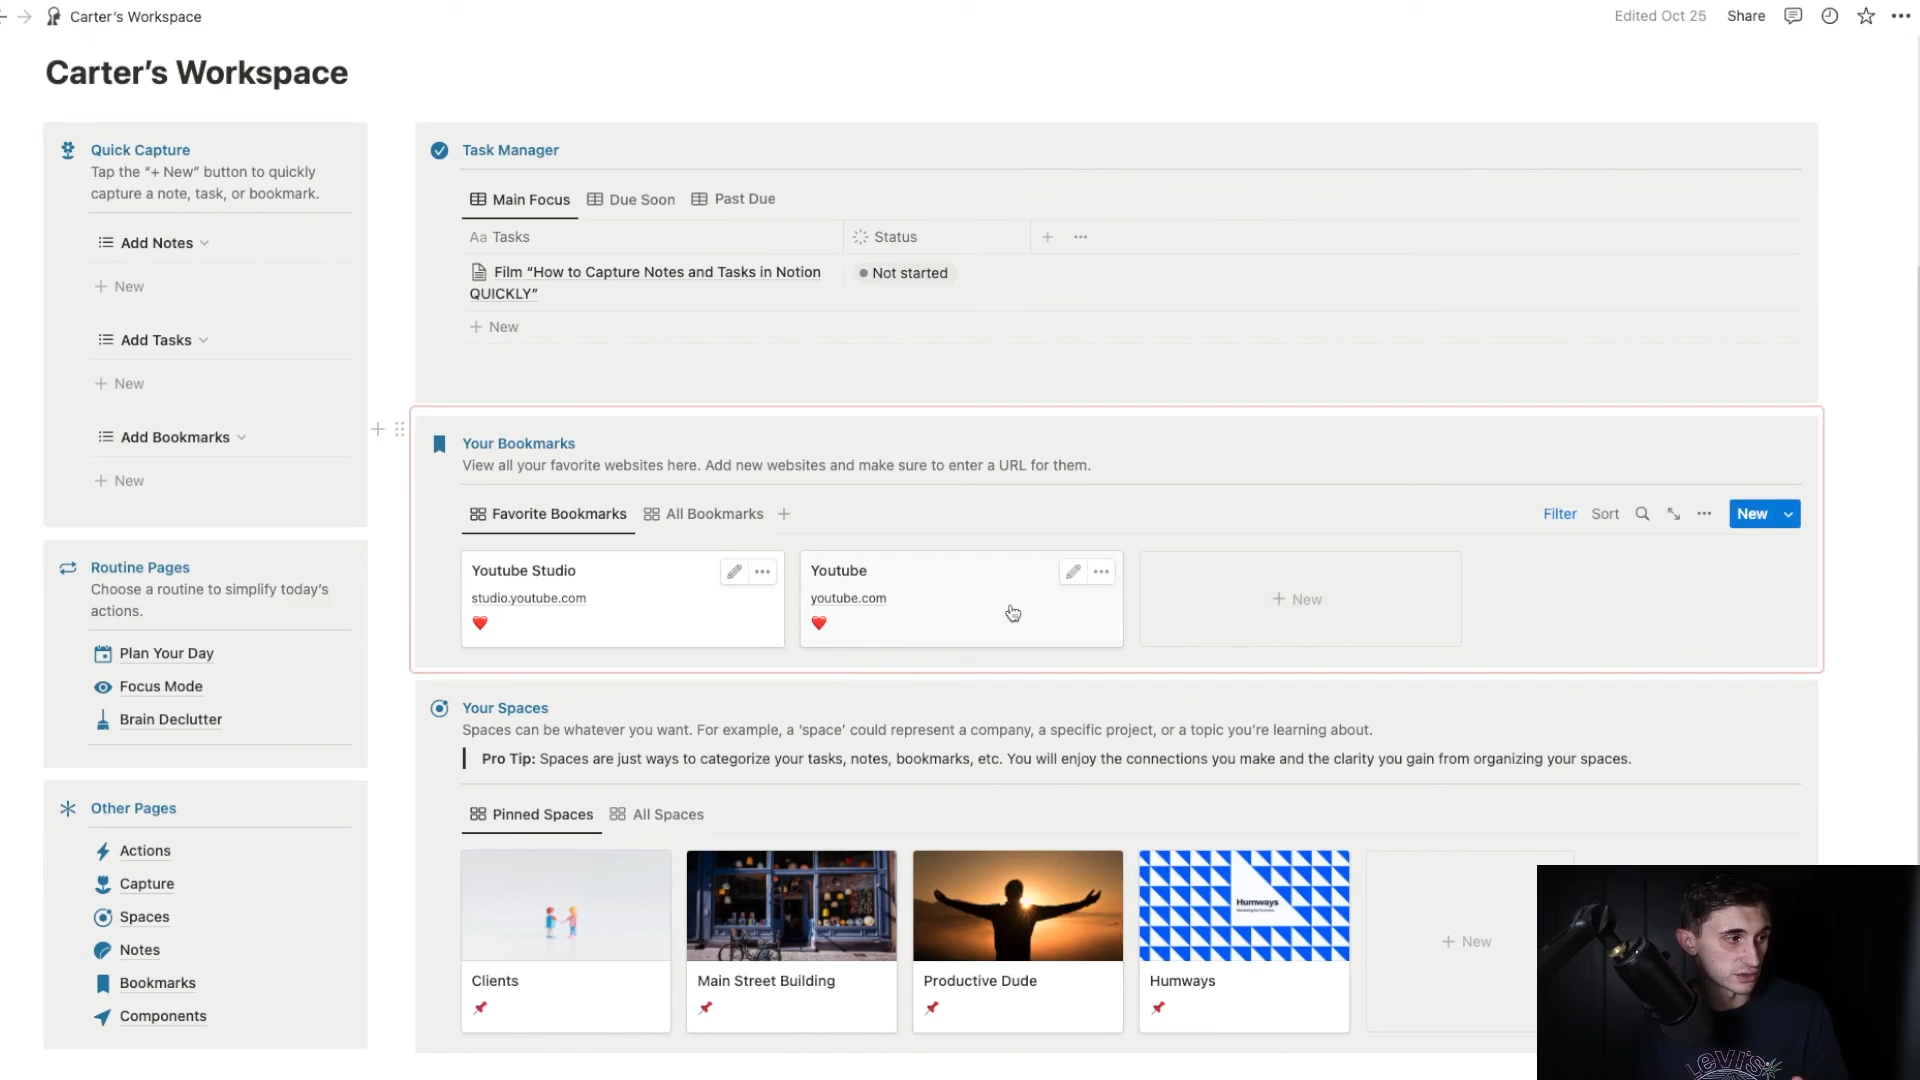 Carter's Workspace
Edited Oct 25
Share
Carter's Workspace
Quick Capture
Tap the "+ New" button to quickly
capture a note, task, or bookmark.
Add Notes
New
Add Tasks
New
Add Bookmarks
New
Routine Pages
Choose a routine to simplify today's
actions.
Plan Your Day
Focus Mode
Brain Declutter
Other Pages
Actions
Capture
Spaces
Notes
Bookmarks
Components
Task Manager
Main Focus
Due Soon
Past Due
Aa Tasks
Status
Film "How to Capture Notes and Tasks in Notion
QUICKLY"
Not started
New
Your Bookmarks
View all your favorite websites here. Add new websites and make sure to enter a URL for them.
Favorite Bookmarks
All Bookmarks
Filter
Sort
New
Youtube Studio
studio.youtube.com
Youtube
youtube.com
New
Your Spaces
Spaces can be whatever you want. For example, a 'space' could represent a company, a specific project, or a topic you're learning about.
Pro Tip: Spaces are just ways to categorize your tasks, notes, bookmarks, etc. You will enjoy the connections you make and the clarity you gain from organizing your spaces.
Pinned Spaces
All Spaces
Clients
Main Street Building
Productive Dude
Humways
Humways
New
Levi's